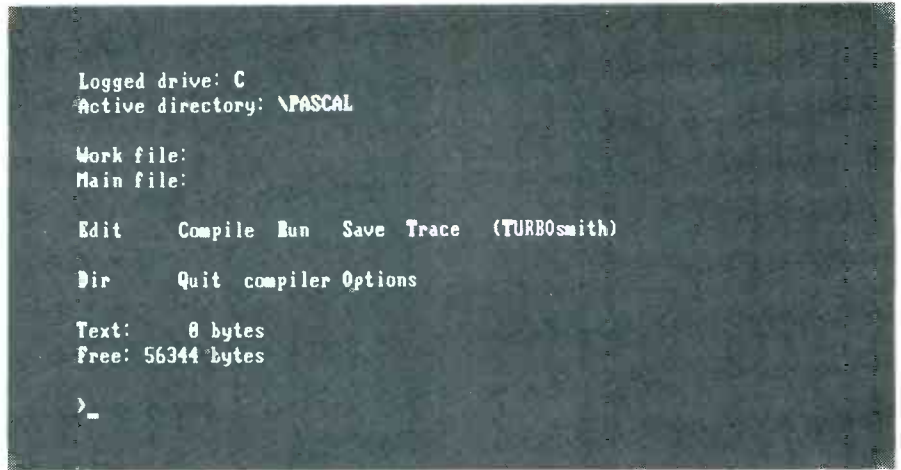 Logged drive: C
Active directory: \PASCAL
Work file:
Main file:
Edit Compile Run Save Trace (TURBOsmith)
Dir Quit compiler Options
Text: 0 bytes
Free: 56344 bytes
>_